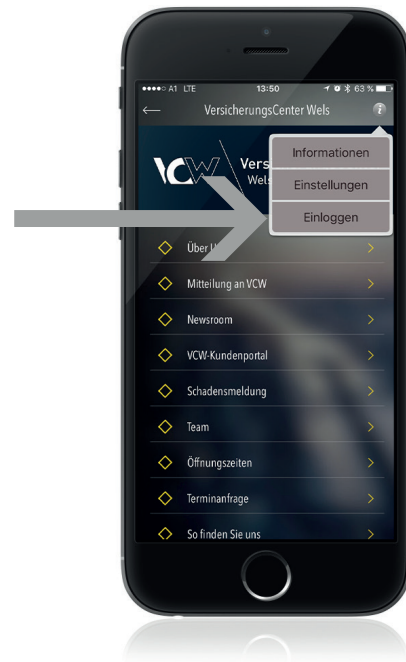 A1 LTE 13:50 63 %
VersicherungsCenter Wels
Informationen
VCW Vers
Einstellungen
Wels
Einloggen
Über U
Mitteilung an VCW
Newsroom
VCW-Kundenportal
Schadensmeldung
Team
Öffnungszeiten
Terminanfrage
So finden Sie uns